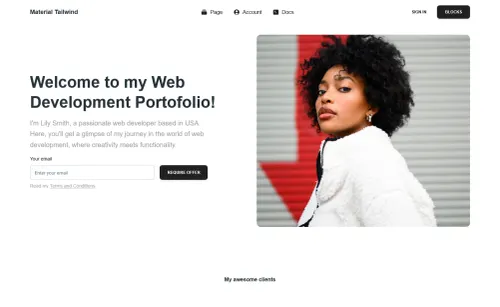 Material Tailwind
Page
Account
Docs
SIGN IN
BLOCKS
Welcome to my Web
Development Portofolio!
I'm Lily Smith, a passionate web developer based in USA.
Here, you'll get a glimpse of my journey in the world of web
development, where creativity meets functionality.
Your email
Enter your email
REQUIRE OFFER
Read my Terms and Conditions
My awesome clients